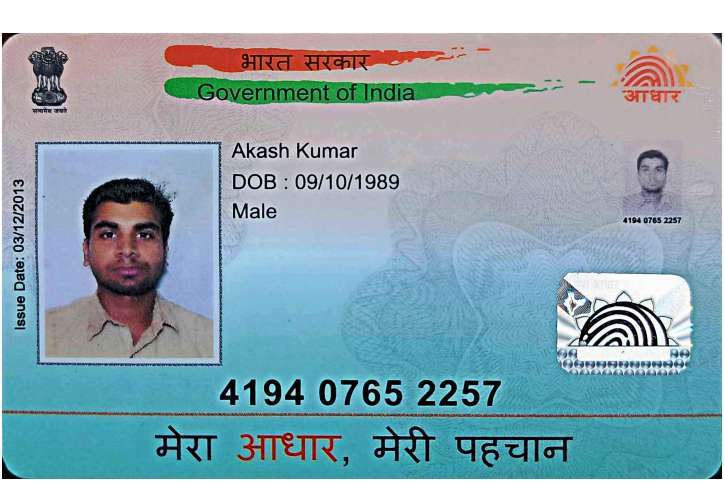 भारत सरकार
Government of India
सत्यमेव जयते
आधार
Akash Kumar
DOB : 09/10/1989
Male
Issue Date: 03/12/2013
4194 0765 2257
4194 0765 2257
मेरा आधार, मेरी पहचान